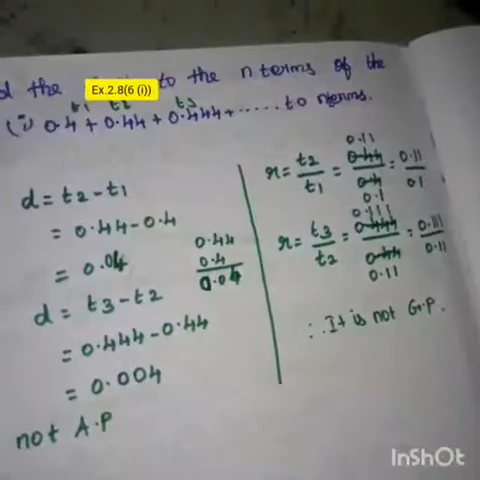 d the to the n terms of the
Ex.2.8(6 (i))
t1 t2 t3
(i) 0.4 + 0.44 + 0.444 + ..... to n terms.
d = t2 - t1
= 0.44 - 0.4
= 0.04
0.44
0.4
0.04
d = t3 - t2
= 0.444 - 0.44
= 0.004
not A.P
r = t2/t1 = 0.44/0.4 = 0.11/0.1
0.11
0.1
r = t3/t2 = 0.444/0.44 = 0.111/0.11
0.111
0.11
∴ It is not G.P.
InShOt